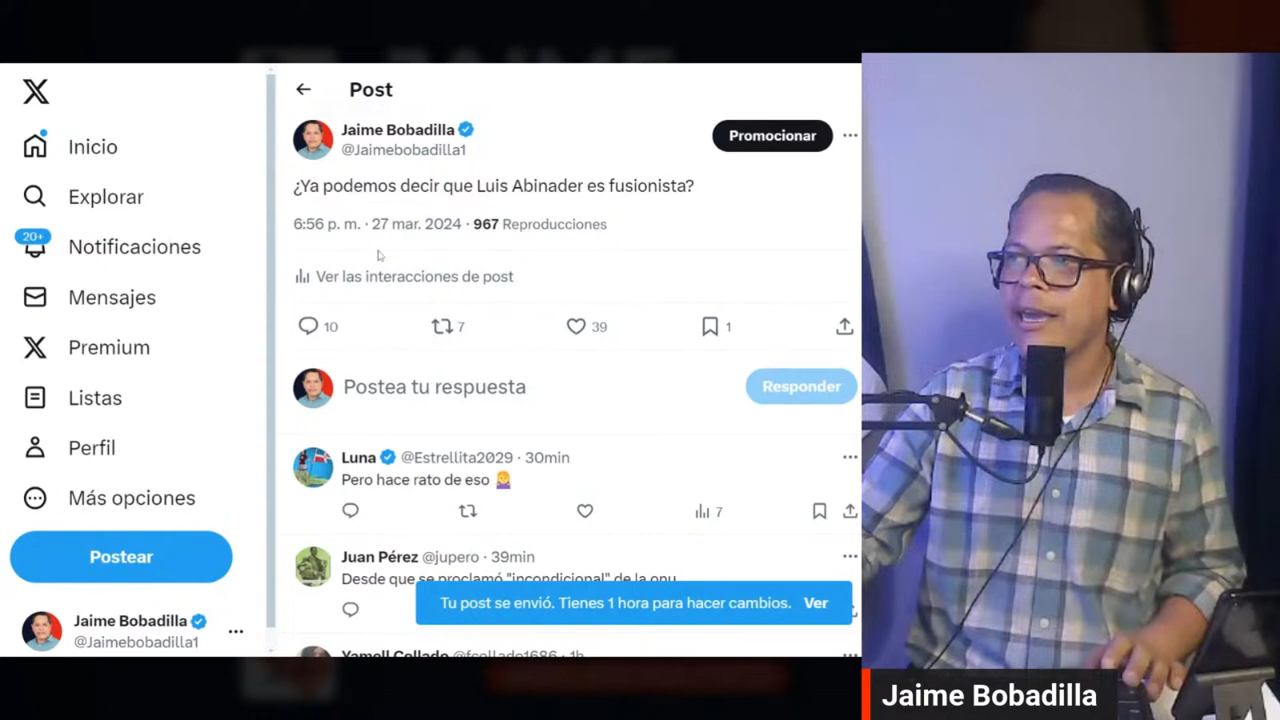 Post
Jaime Bobadilla
@Jaimebobadilla1
Promocionar
¿Ya podemos decir que Luis Abinader es fusionista?
6:56 p. m. · 27 mar. 2024 · 967 Reproducciones
Ver las interacciones de post
10
7
39
1
Postea tu respuesta
Responder
Luna @Estrellita2029 · 30min
Pero hace rato de eso
7
Juan Pérez @jupero · 39min
Desde que se proclamó "incondicional" de la onu
Tu post se envió. Tienes 1 hora para hacer cambios. Ver
Yamell Collado @fcollado1686 · 1h
Inicio
Explorar
20+
Notificaciones
Mensajes
Premium
Listas
Perfil
Más opciones
Postear
Jaime Bobadilla
@Jaimebobadilla1
Jaime Bobadilla